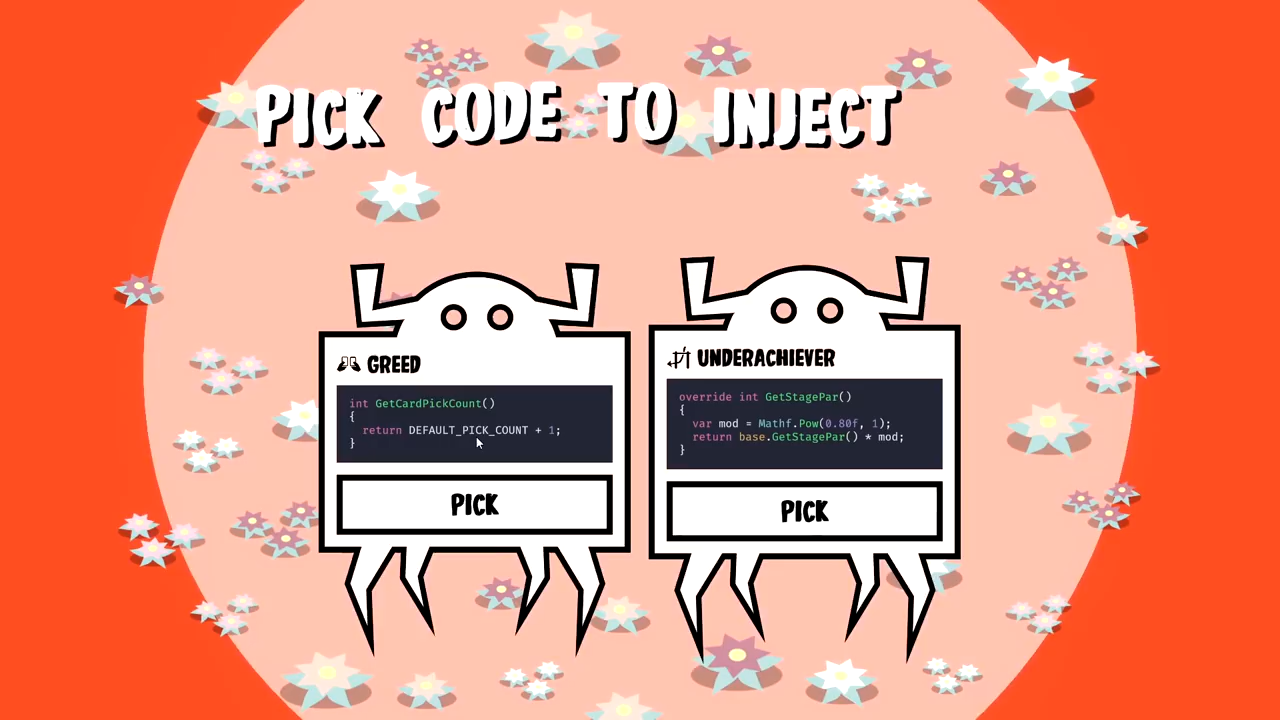 PICK CODE TO INJECT
GREED
int GetCardPickCount()
{
  return DEFAULT_PICK_COUNT + 1;
}
PICK
UNDERACHIEVER
override int GetStagePar()
{
  var mod = Mathf.Pow(0.80f, 1);
  return base.GetStagePar() * mod;
}
PICK